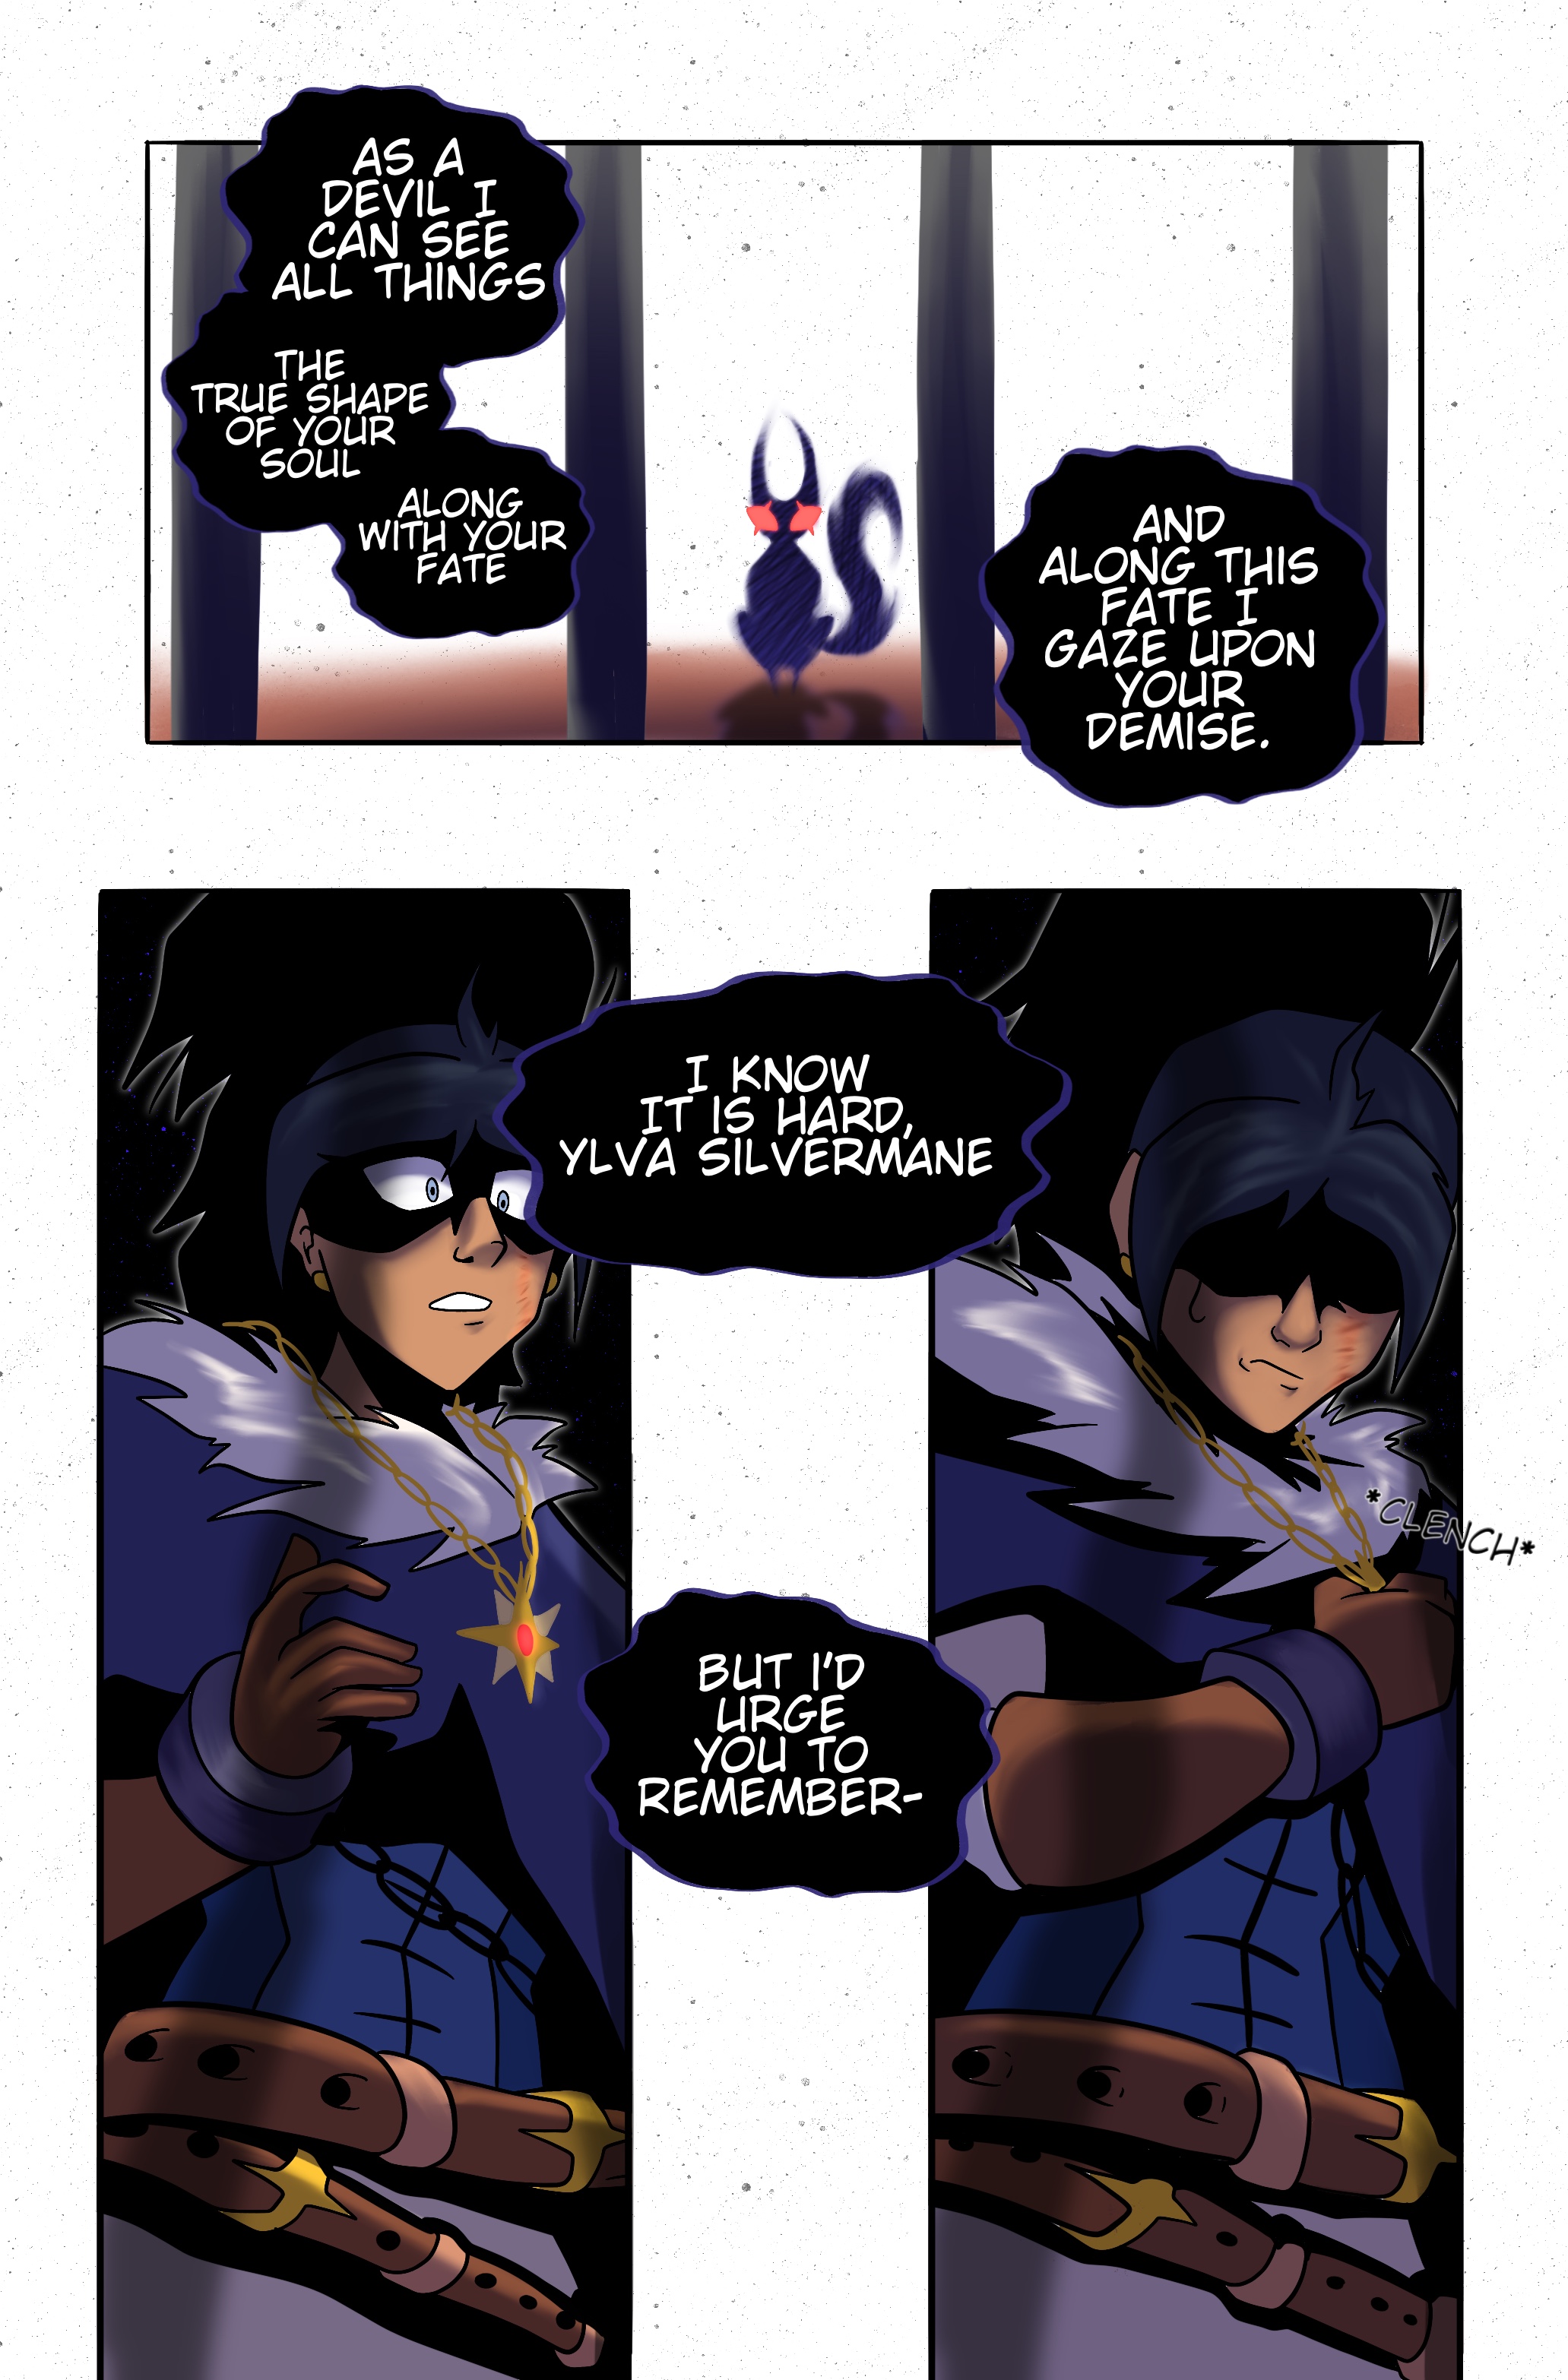 AS A
DEVIL I
CAN SEE
ALL THINGS
THE
TRUE SHAPE
OF YOUR
SOUL
ALONG
WITH YOUR
FATE
AND
ALONG THIS
FATE I
GAZE UPON
YOUR
DEMISE.
I KNOW
IT IS HARD,
YLVA SILVERMANE
*CLENCH*
BUT I'D
URGE
YOU TO
REMEMBER-